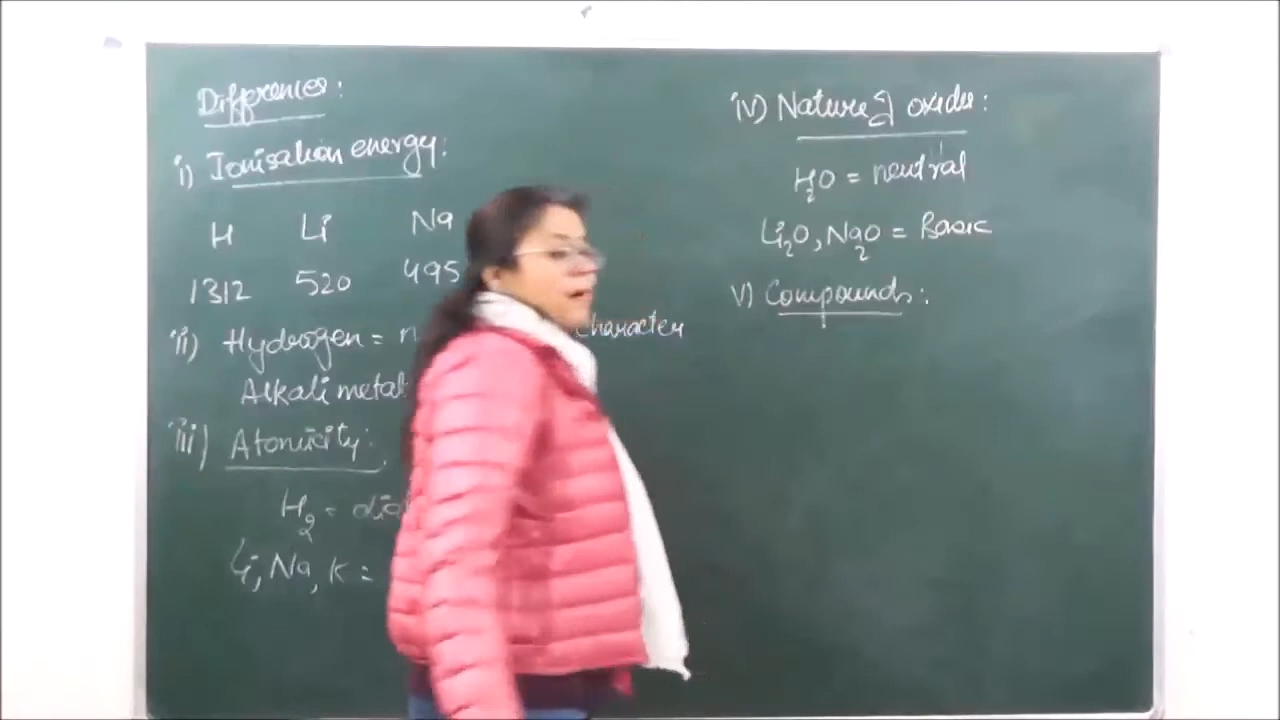 Differences:
i) Ionisation energy:
H Li Na
1312 520 495
ii) Hydrogen = character
Alkali metal
iii) Atomicity:
H2 =
Li, Na, K =
iv) Nature of oxides:
H2O = neutral
Li2O, Na2O = Basic
v) Compounds: